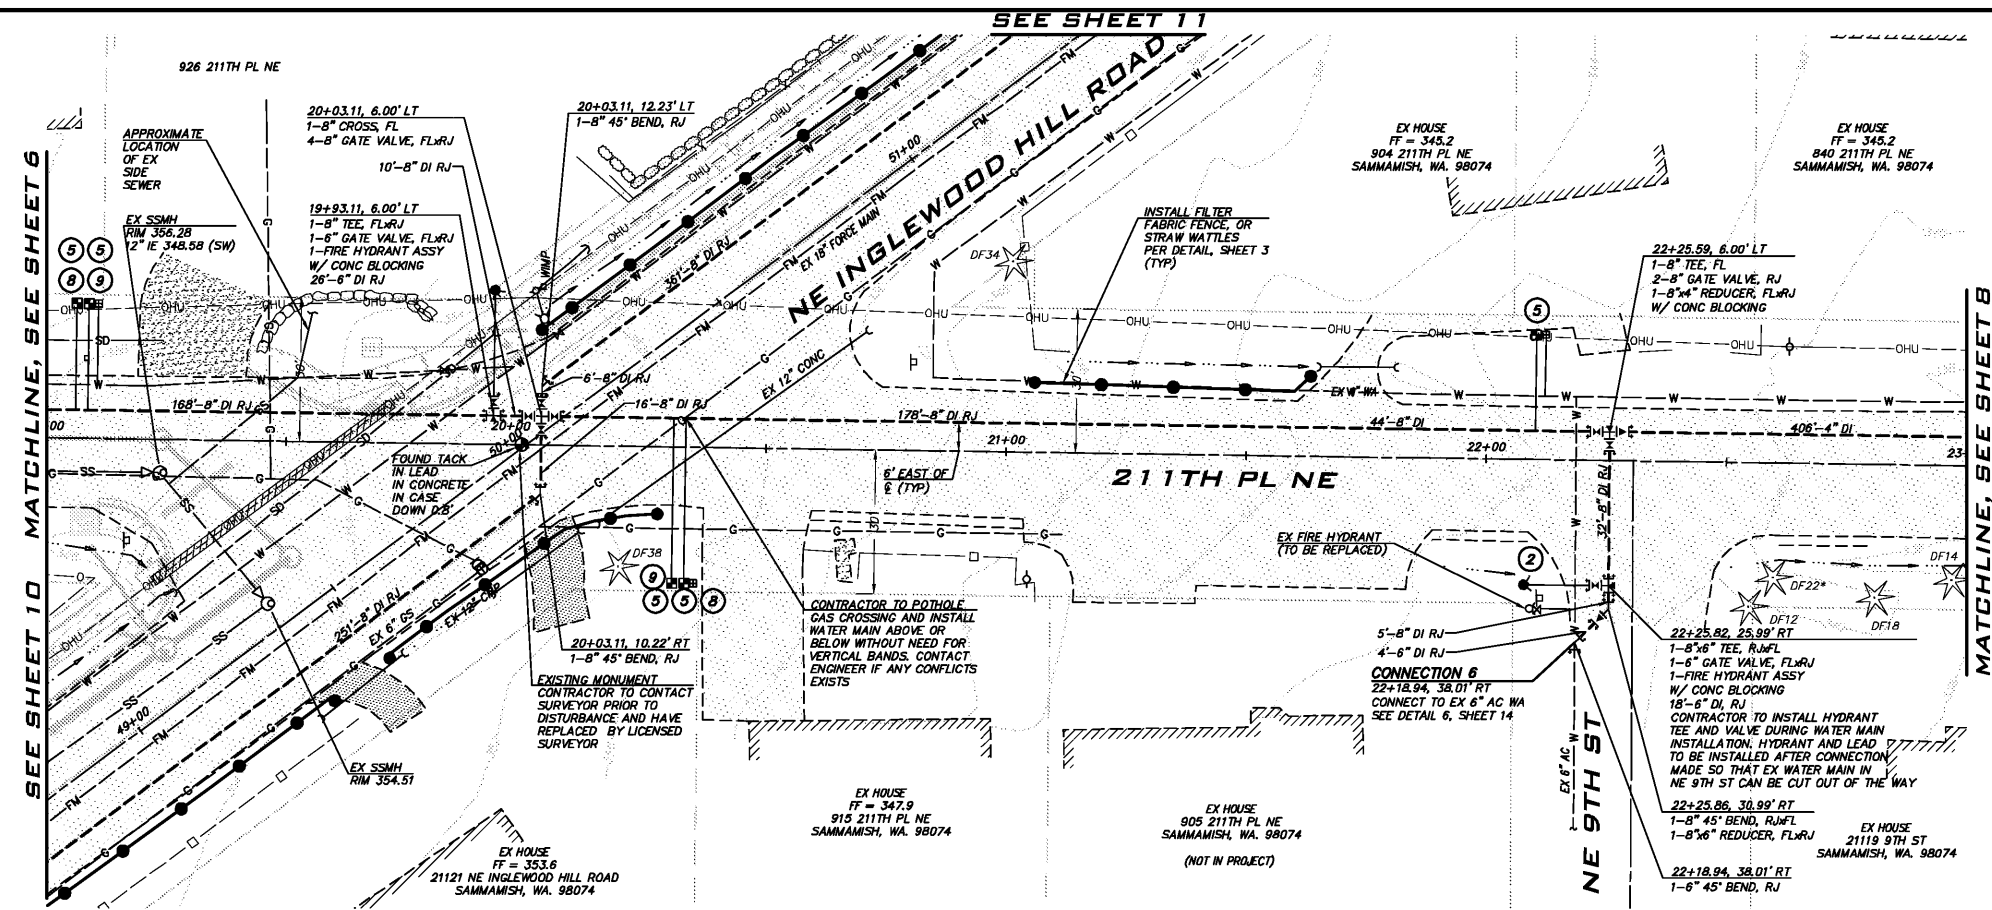 SEE SHEET 11
926 211TH PL NE
APPROXIMATE
LOCATION
OF EX
SIDE
SEWER
EX SSMH
RIM 356.28
12" IE 348.58 (SW)
20+03.11, 6.00' LT
1-8" CROSS, FL
4-8" GATE VALVE, FLxRJ
10'-8" DI RJ
19+93.11, 6.00' LT
1-8" TEE, FLxRJ
1-6" GATE VALVE, FLxRJ
1-FIRE HYDRANT ASSY
W/ CONC BLOCKING
26'-6" DI RJ
20+03.11, 12.23' LT
1-8" 45° BEND, RJ
NE INGLEWOOD HILL ROAD
51+00
EX 18" FORCE MAIN
361'-8" DI RJ
DF34
INSTALL FILTER
FABRIC FENCE, OR
STRAW WATTLES
PER DETAIL, SHEET 3
(TYP)
EX HOUSE
FF = 345.2
904 211TH PL NE
SAMMAMISH, WA. 98074
EX HOUSE
FF = 345.2
840 211TH PL NE
SAMMAMISH, WA. 98074
22+25.59, 6.00' LT
1-8" TEE, FL
2-8" GATE VALVE, RJ
1-8"x4" REDUCER, FLxRJ
W/ CONC BLOCKING
MATCHLINE, SEE SHEET 6
SEE SHEET 10
MATCHLINE, SEE SHEET 8
5 5
8 9
5
168'-8" DI RJ
6'-8" DI RJ
16'-8" DI RJ
EX 12" CONC
178'-8" DI RJ
44'-8" DI
406'-4" DI
00
20+00
50+00
21+00
22+00
23
211TH PL NE
6' EAST OF
℄ (TYP)
30'
FOUND TACK
IN LEAD
IN CONCRETE
IN CASE
DOWN 0.8'
32'-8" DI RJ
EX FIRE HYDRANT
(TO BE REPLACED)
2
DF38
9
5 5 8
DF22*
DF14
DF12
DF18
251'-8" DI RJ
EX 6" GS
EX 12" CMP
49+00
20+03.11, 10.22' RT
1-8" 45° BEND, RJ
EXISTING MONUMENT
CONTRACTOR TO CONTACT
SURVEYOR PRIOR TO
DISTURBANCE AND HAVE
REPLACED BY LICENSED
SURVEYOR
CONTRACTOR TO POTHOLE
GAS CROSSING AND INSTALL
WATER MAIN ABOVE OR
BELOW WITHOUT NEED FOR
VERTICAL BANDS. CONTACT
ENGINEER IF ANY CONFLICTS
EXISTS
5'-8" DI RJ
4'-6" DI RJ
CONNECTION 6
22+18.94, 38.01' RT
CONNECT TO EX 6" AC WA
SEE DETAIL 6, SHEET 14
22+25.82, 25.99' RT
1-8"x6" TEE, RJxFL
1-6" GATE VALVE, FLxRJ
1-FIRE HYDRANT ASSY
W/ CONC BLOCKING
18'-6" DI, RJ
CONTRACTOR TO INSTALL HYDRANT
TEE AND VALVE DURING WATER MAIN
INSTALLATION. HYDRANT AND LEAD
TO BE INSTALLED AFTER CONNECTION
MADE SO THAT EX WATER MAIN IN
NE 9TH ST CAN BE CUT OUT OF THE WAY
22+25.86, 30.99' RT
1-8" 45° BEND, RJxFL
1-8"x6" REDUCER, FLxRJ
22+18.94, 38.01' RT
1-6" 45° BEND, RJ
EX 6" AC
NE 9TH ST
EX SSMH
RIM 354.51
EX HOUSE
FF = 353.6
21121 NE INGLEWOOD HILL ROAD
SAMMAMISH, WA. 98074
EX HOUSE
FF = 347.9
915 211TH PL NE
SAMMAMISH, WA. 98074
EX HOUSE
905 211TH PL NE
SAMMAMISH, WA. 98074
(NOT IN PROJECT)
EX HOUSE
21119 9TH ST
SAMMAMISH, WA. 98074